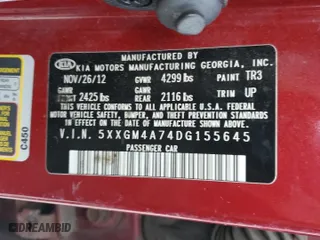 MANUFACTURED BY
KIA KIA MOTORS MANUFACTURING GEORGIA, INC.
NOV/26/12 GVWR 4299 lbs PAINT TR3
GAWR GAWR
2425 lbs REAR 2116 lbs TRIM UP
THIS VEHICLE CONFORMS TO ALL APPLICABLE FEDERAL
MOTOR VEHICLE SAFETY, BUMPER, AND THEFT PREVENTION
STANDARDS IN EFFECT ON THE DATE OF MANUFACTURE SHOWN ABOVE.
V.I.N. 5XXGM4A74DG155645
PASSENGER CAR
C450
DREAMBID